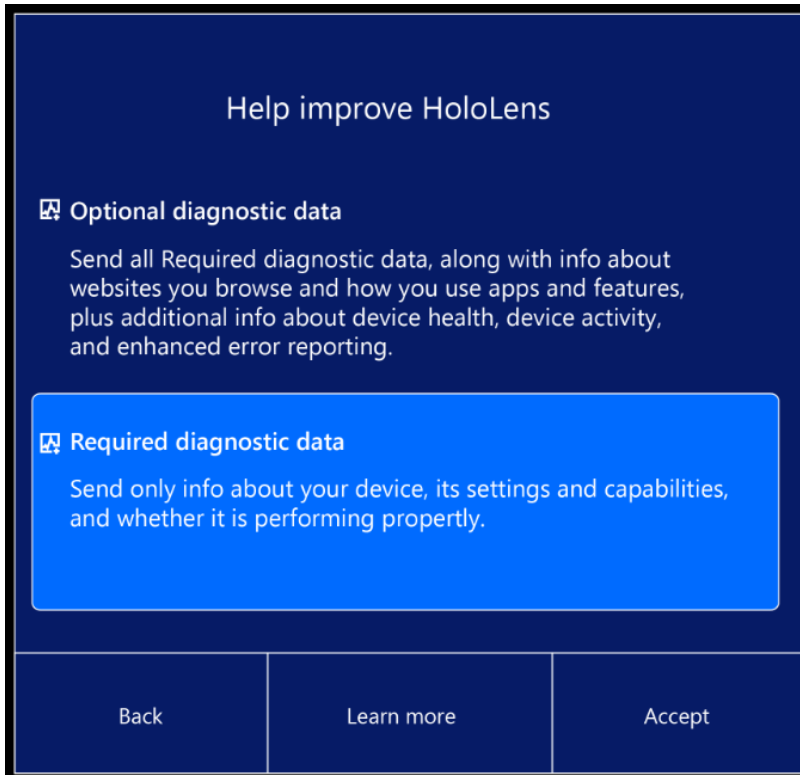 Help improve HoloLens
Optional diagnostic data
Send all Required diagnostic data, along with info about
websites you browse and how you use apps and features,
plus additional info about device health, device activity,
and enhanced error reporting.
Required diagnostic data
Send only info about your device, its settings and capabilities,
and whether it is performing propertly.
Back
Learn more
Accept